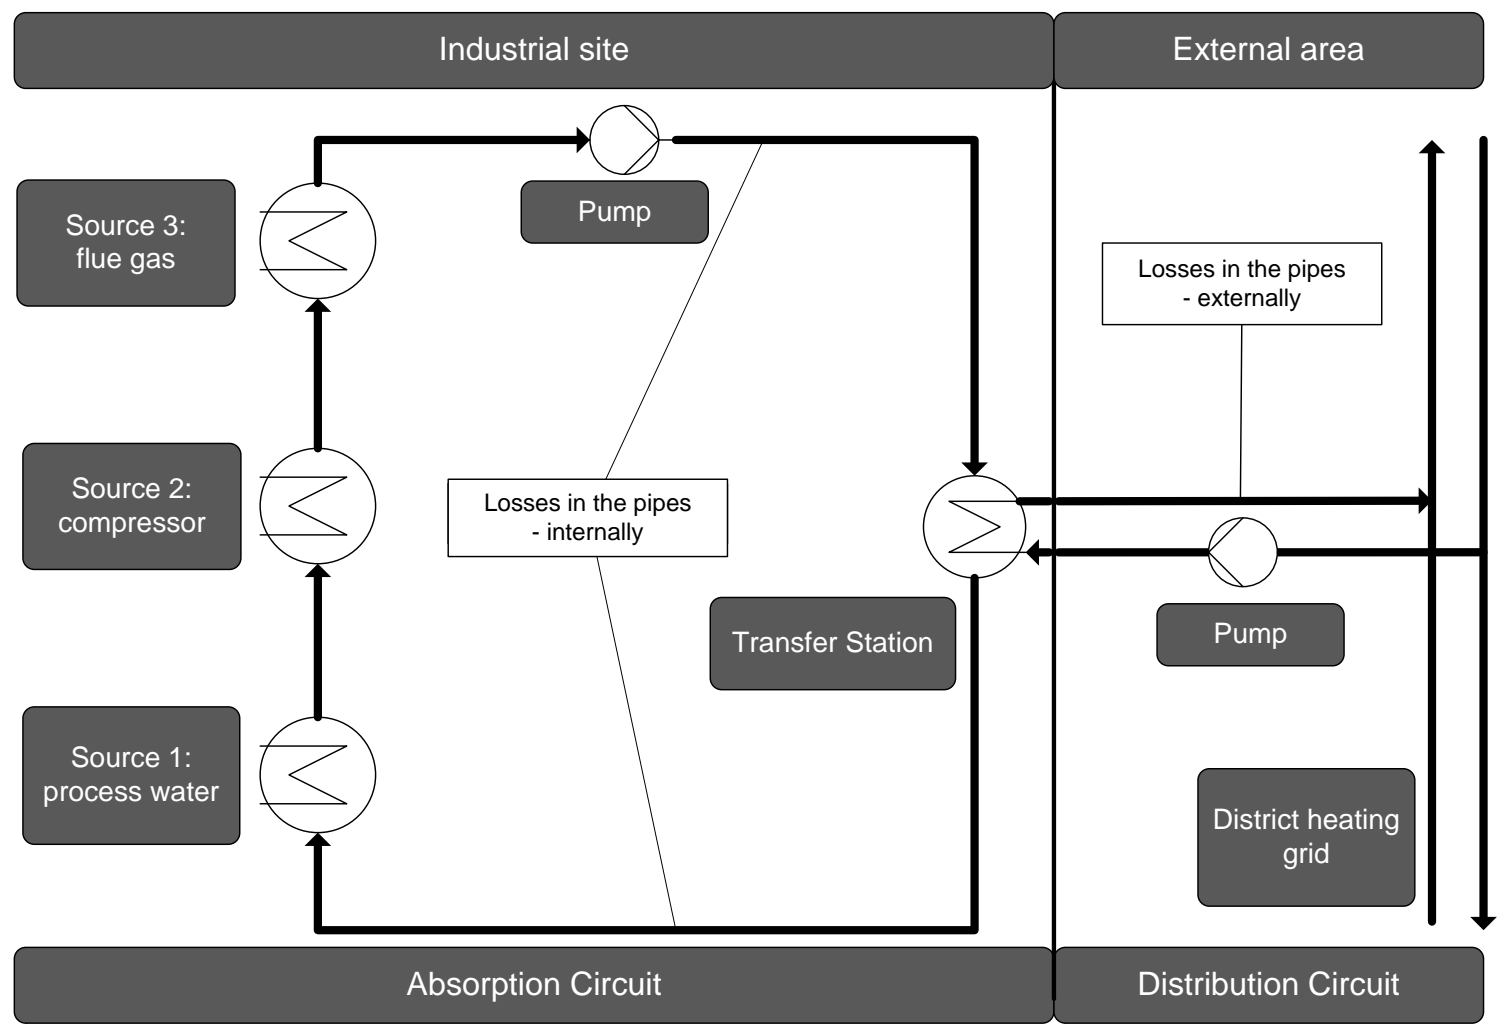 Industrial site
External area
Pump
Source 3:
flue gas
Losses in the pipes
- externally
Source 2:
compressor
Losses in the pipes
- internally
Transfer Station
Pump
Source 1:
process water
District heating
grid
Absorption Circuit
Distribution Circuit